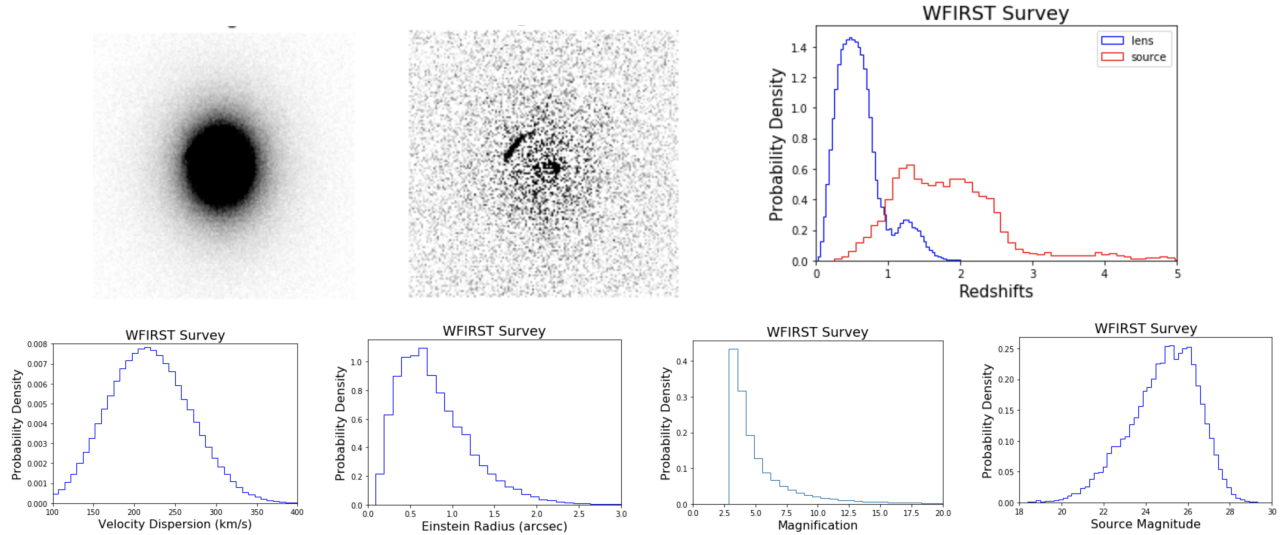 WFIRST Survey
lens
source
Probability Density
1.4
1.2
1.0
0.8
0.6
0.4
0.2
0.0
0 1 2 3 4 5
Redshifts
WFIRST Survey
Probability Density
0.008
0.007
0.006
0.005
0.004
0.003
0.002
0.001
0.000
100 150 200 250 300 350 400
Velocity Dispersion (km/s)
WFIRST Survey
Probability Density
1.0
0.8
0.6
0.4
0.2
0.0
0.0 0.5 1.0 1.5 2.0 2.5 3.0
Einstein Radius (arcsec)
WFIRST Survey
Probability Density
0.4
0.3
0.2
0.1
0.0
0.0 2.5 5.0 7.5 10.0 12.5 15.0 17.5 20.0
Magnification
WFIRST Survey
Probability Density
0.25
0.20
0.15
0.10
0.05
0.00
18 20 22 24 26 28 30
Source Magnitude